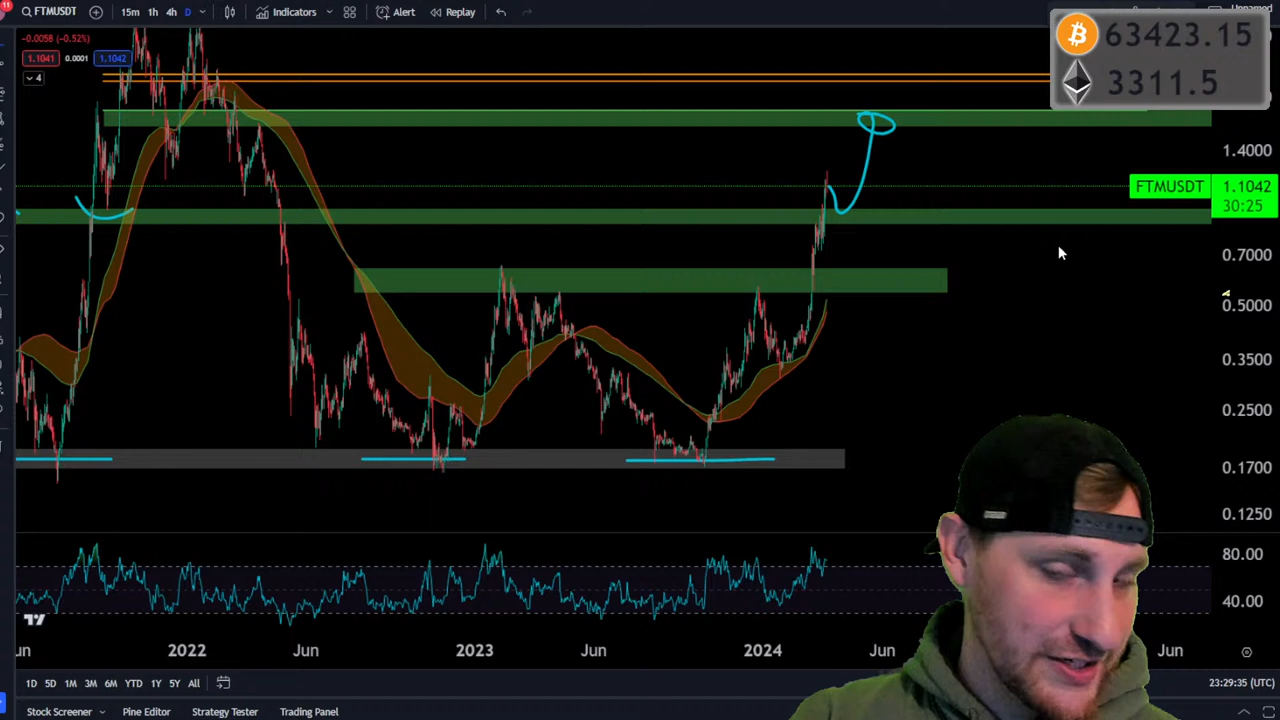 11
FTMUSDT
15m 1h 4h D
Indicators
Alert
Replay
-0.0058 (-0.52%)
1.1041 0.0001 1.1042
4
63423.15
3311.5
1.4000
FTMUSDT 1.1042
30:25
0.7000
0.5000
0.3500
0.2500
0.1700
0.1250
80.00
40.00
2022 Jun 2023 Jun 2024 Jun Jun
1D 5D 1M 3M 6M YTD 1Y 5Y All
23:29:35 (UTC)
Stock Screener Pine Editor Strategy Tester Trading Panel